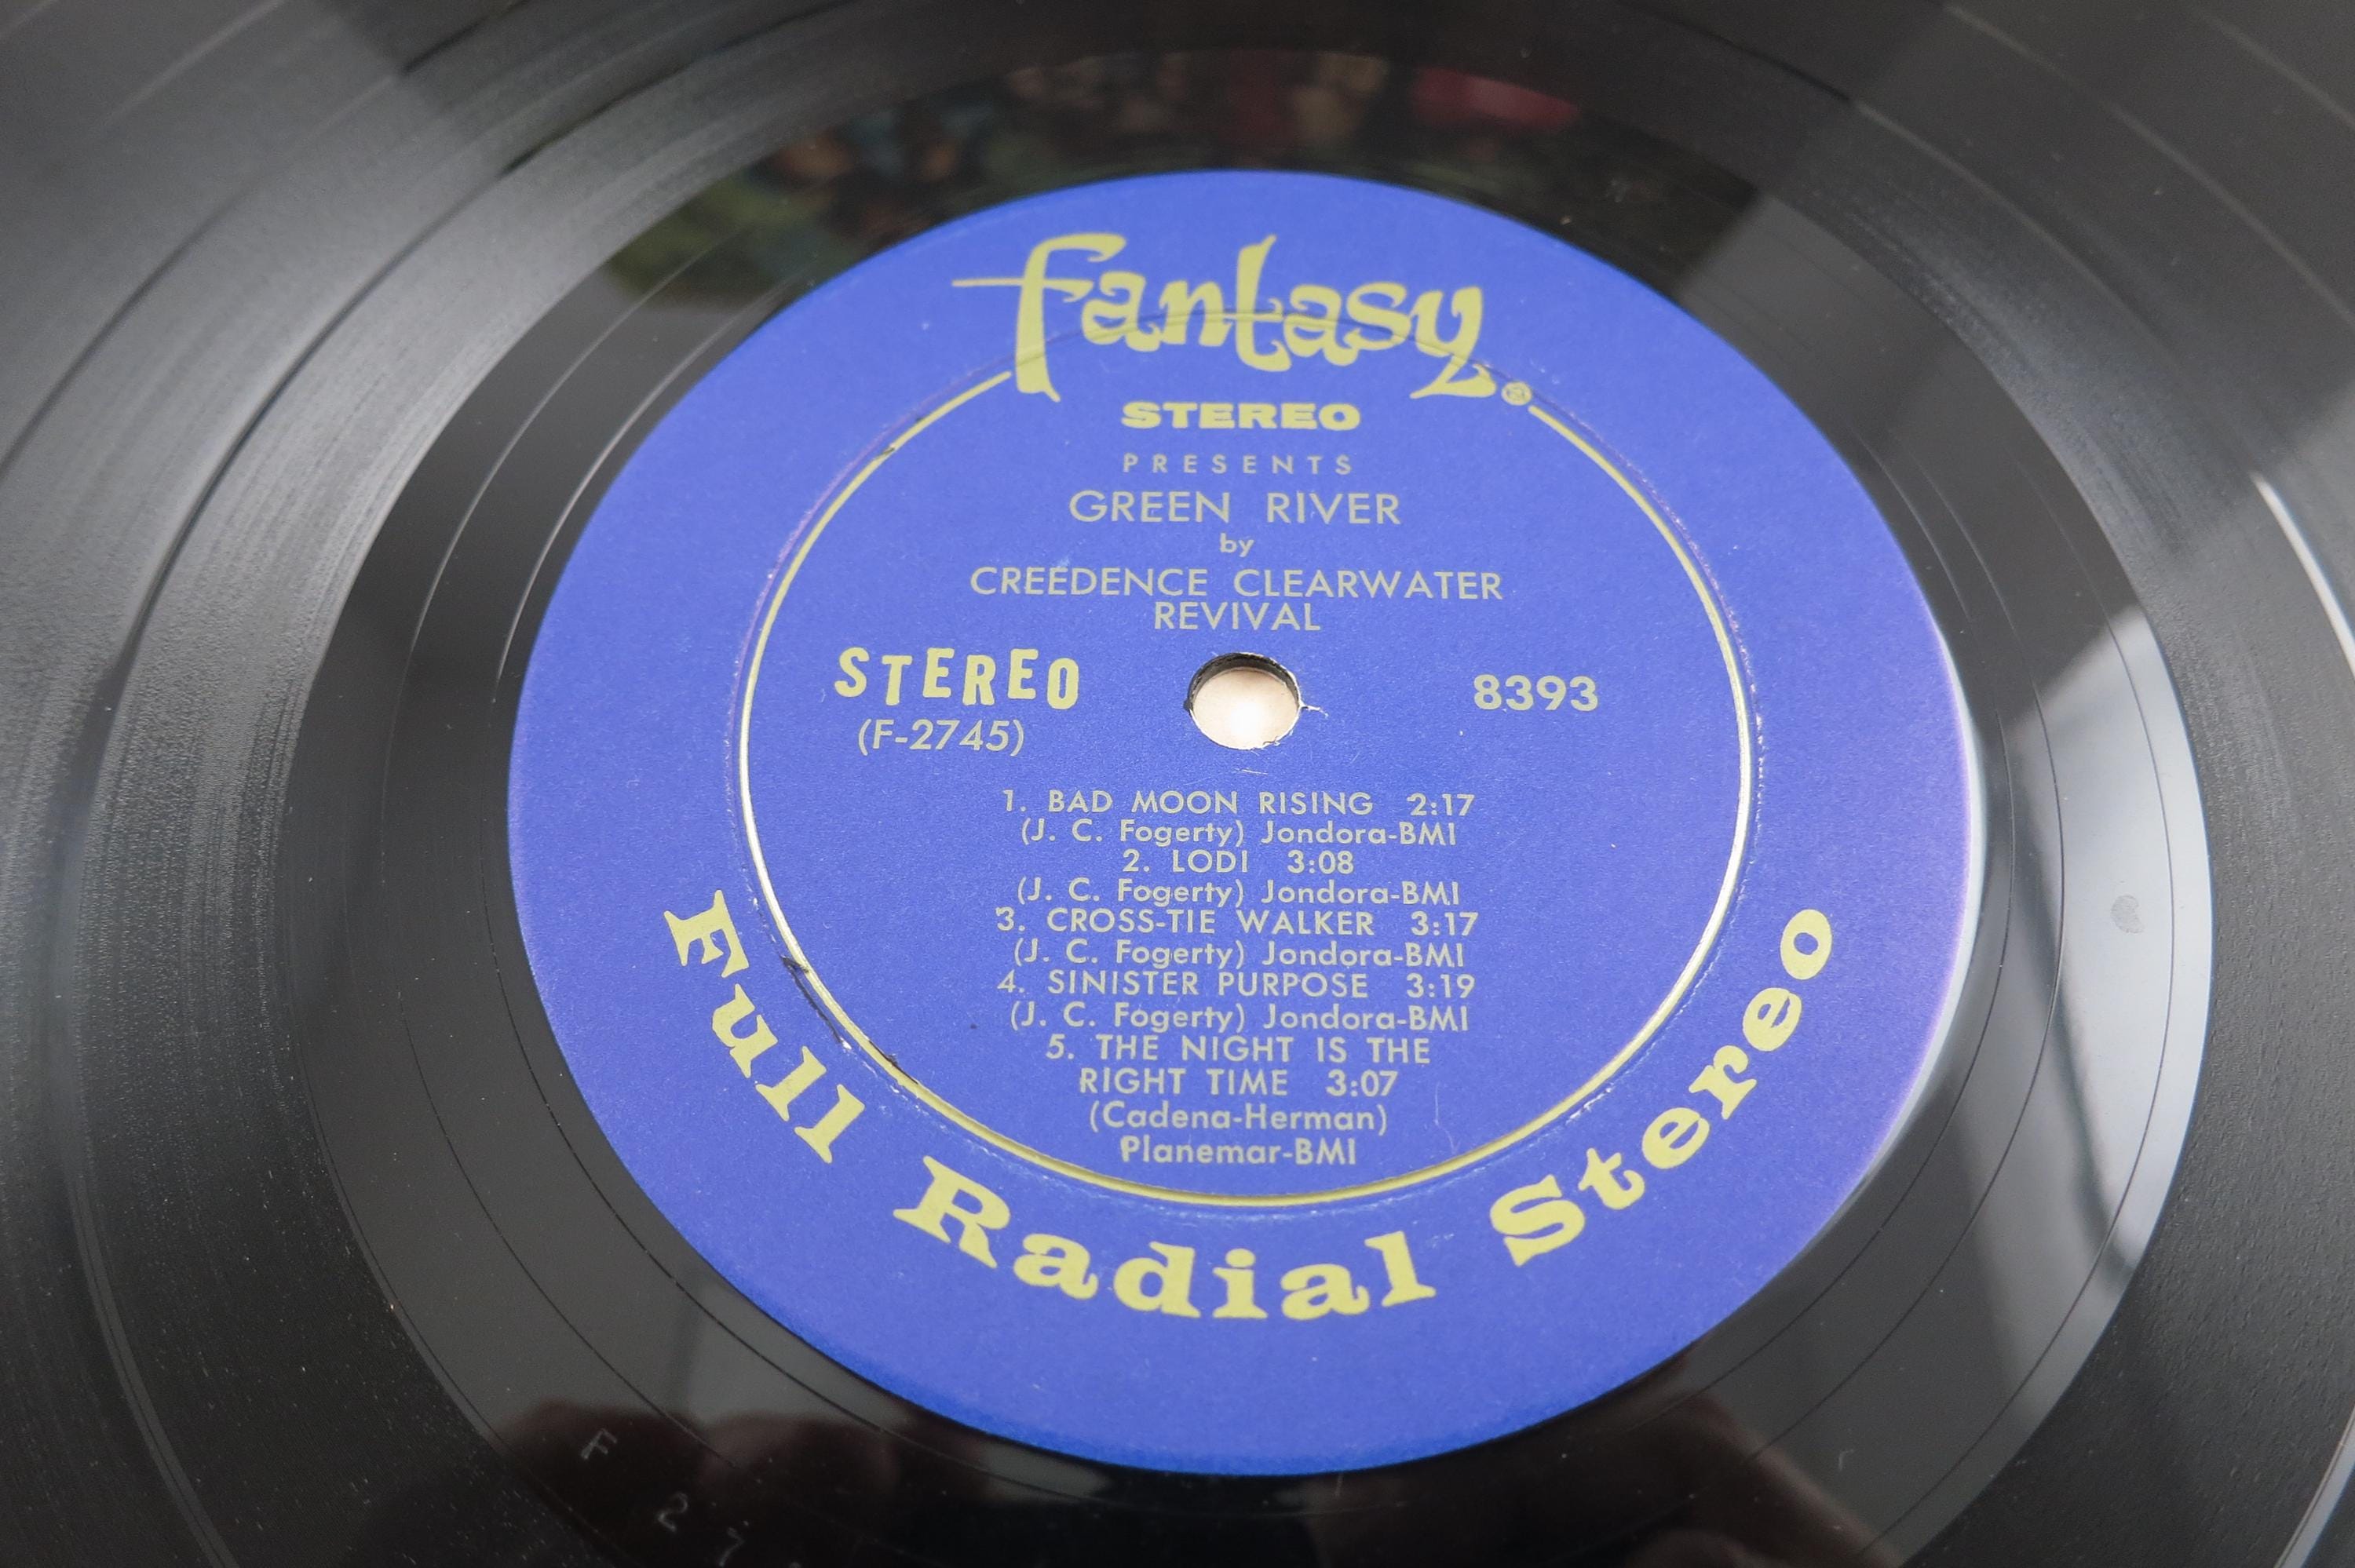 fantasy®
STEREO
PRESENTS
GREEN RIVER
by
CREEDENCE CLEARWATER
REVIVAL
STEREO 8393
(F-2745)
1. BAD MOON RISING 2:17
(J. C. Fogerty) Jondora-BMI
2. LODI 3:08
(J. C. Fogerty) Jondora-BMI
3. CROSS-TIE WALKER 3:17
(J. C. Fogerty) Jondora-BMI
4. SINISTER PURPOSE 3:19
(J. C. Fogerty) Jondora-BMI
5. THE NIGHT IS THE
RIGHT TIME 3:07
(Cadena-Herman)
Planemar-BMI
Full Radial Stereo
F 27